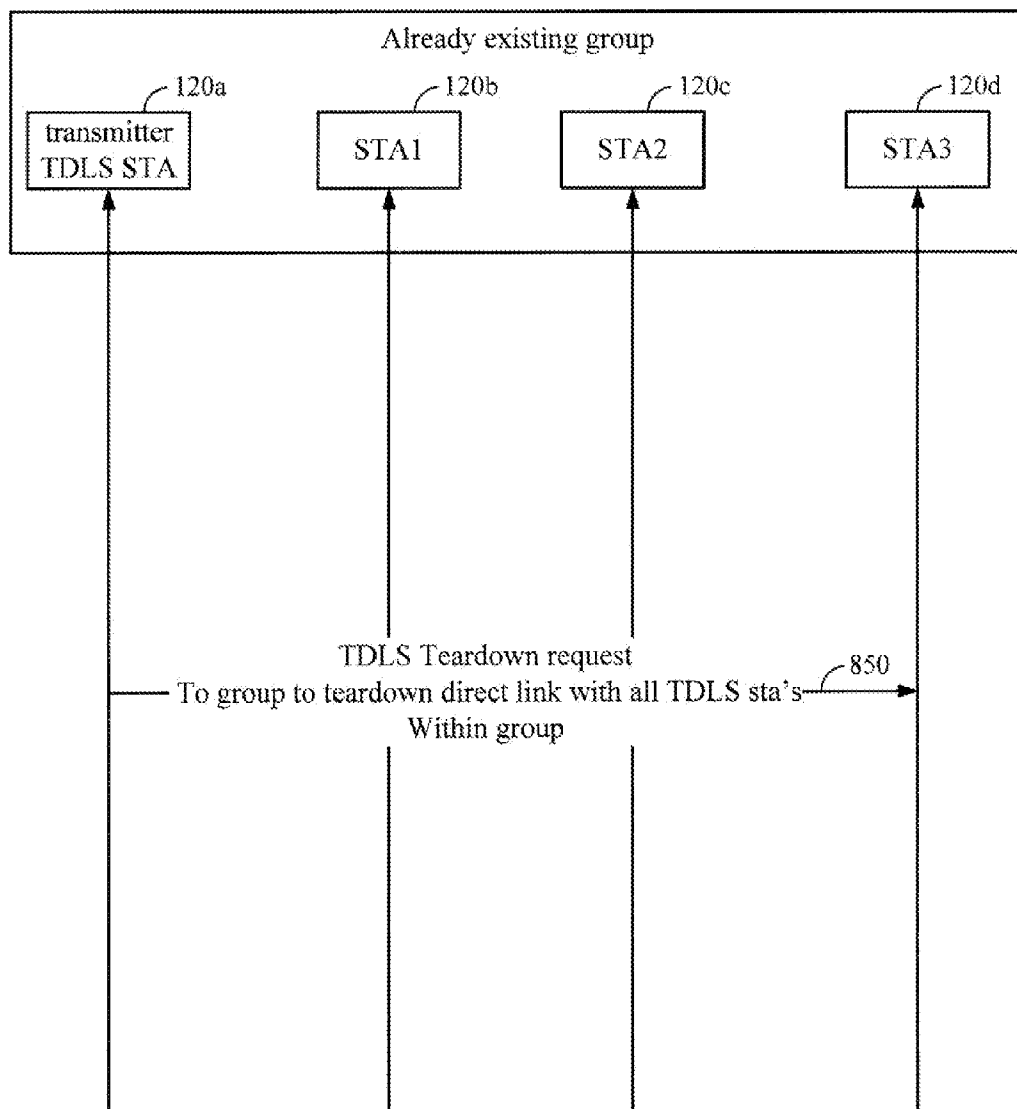 Already existing group
120a
120b
120c
120d
transmitter
TDLS STA
STA1
STA2
STA3
TDLS Teardown request
850
To group to teardown direct link with all TDLS sta's
Within group